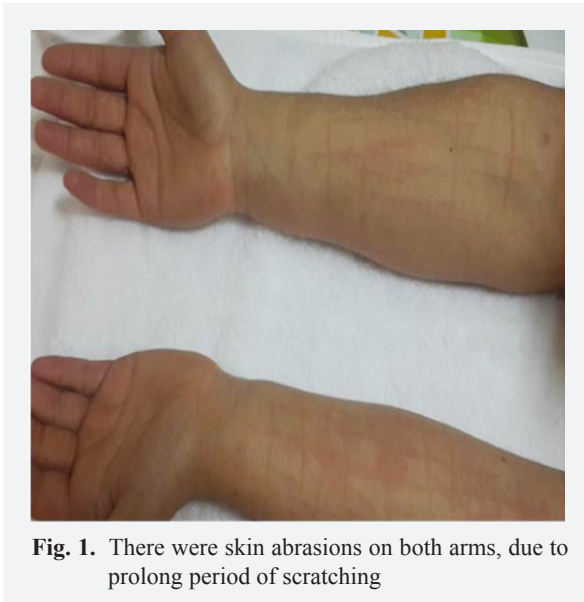 Fig. 1. There were skin abrasions on both arms, due to
prolong period of scratching